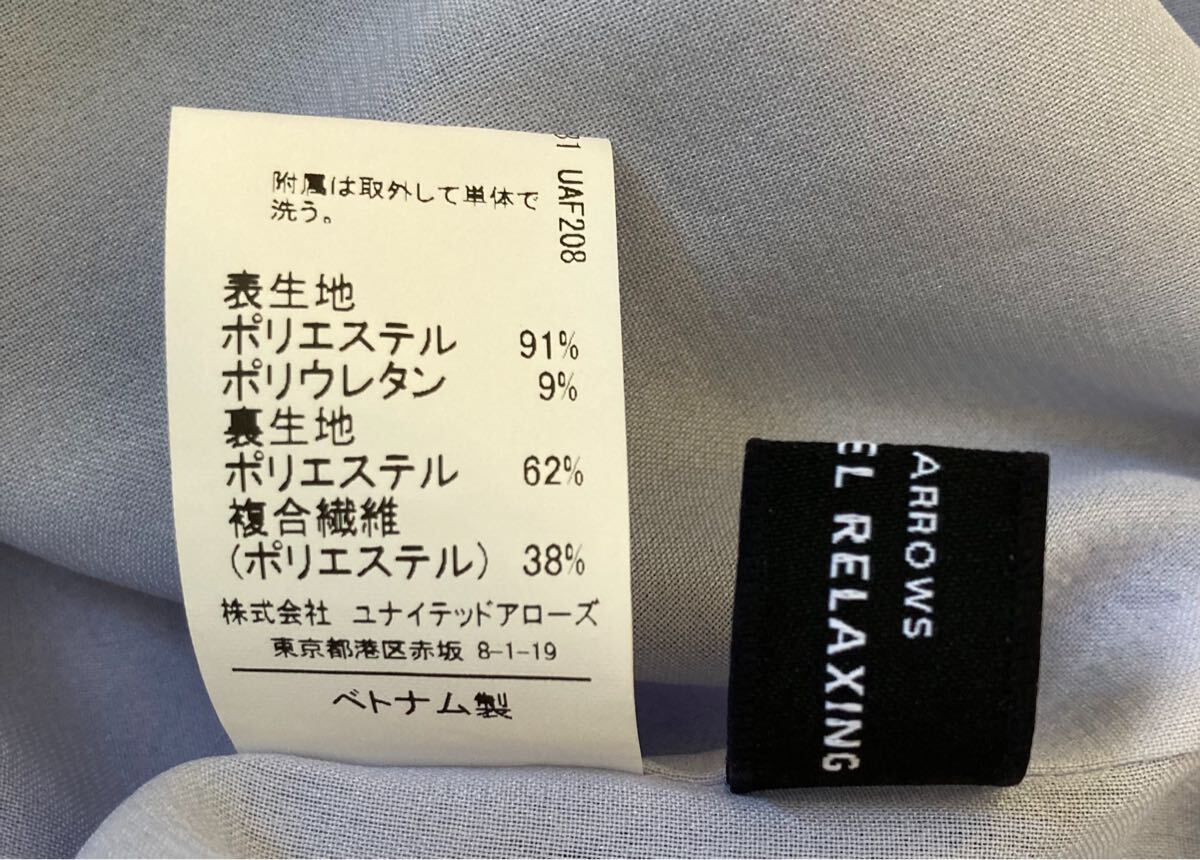 附属は取外して単体で
洗う。
31 UAF208
表生地
ポリエステル 91%
ポリウレタン 9%
裏生地
ポリエステル 62%
複合繊維
(ポリエステル) 38%
株式会社 ユナイテッドアローズ
東京都港区赤坂 8-1-19
ベトナム製
ARROWS
EL RELAXING